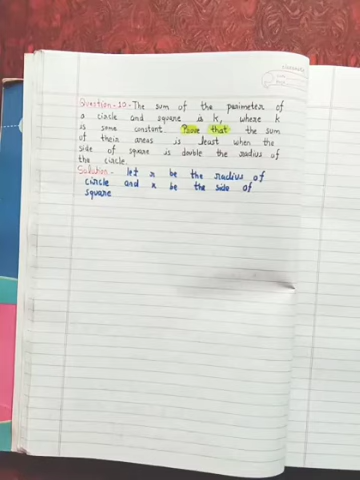 classmate
Question-10- The sum of the perimeter of
a circle and square is k, where k
is some constant. Prove that the sum
of their areas is least when the
side of square is double the radius of
the circle.
Solution- let r be the radius of
circle and x be the side of
square